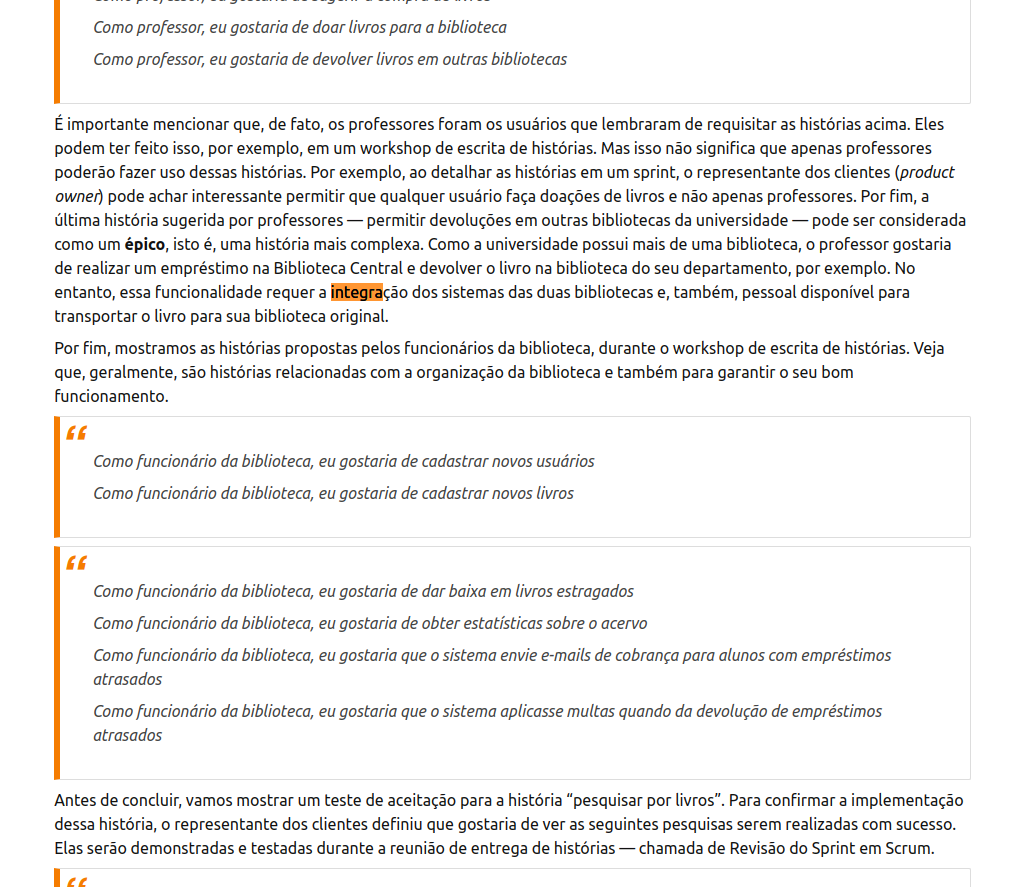 Como professor, eu gostaria de sugerir a compra de livros
Como professor, eu gostaria de doar livros para a biblioteca
Como professor, eu gostaria de devolver livros em outras bibliotecas
É importante mencionar que, de fato, os professores foram os usuários que lembraram de requisitar as histórias acima. Eles
podem ter feito isso, por exemplo, em um workshop de escrita de histórias. Mas isso não significa que apenas professores
poderão fazer uso dessas histórias. Por exemplo, ao detalhar as histórias em um sprint, o representante dos clientes (product
owner) pode achar interessante permitir que qualquer usuário faça doações de livros e não apenas professores. Por fim, a
última história sugerida por professores — permitir devoluções em outras bibliotecas da universidade — pode ser considerada
como um épico, isto é, uma história mais complexa. Como a universidade possui mais de uma biblioteca, o professor gostaria
de realizar um empréstimo na Biblioteca Central e devolver o livro na biblioteca do seu departamento, por exemplo. No
entanto, essa funcionalidade requer a integração dos sistemas das duas bibliotecas e, também, pessoal disponível para
transportar o livro para sua biblioteca original.
Por fim, mostramos as histórias propostas pelos funcionários da biblioteca, durante o workshop de escrita de histórias. Veja
que, geralmente, são histórias relacionadas com a organização da biblioteca e também para garantir o seu bom
funcionamento.
Como funcionário da biblioteca, eu gostaria de cadastrar novos usuários
Como funcionário da biblioteca, eu gostaria de cadastrar novos livros
Como funcionário da biblioteca, eu gostaria de dar baixa em livros estragados
Como funcionário da biblioteca, eu gostaria de obter estatísticas sobre o acervo
Como funcionário da biblioteca, eu gostaria que o sistema envie e-mails de cobrança para alunos com empréstimos
atrasados
Como funcionário da biblioteca, eu gostaria que o sistema aplicasse multas quando da devolução de empréstimos
atrasados
Antes de concluir, vamos mostrar um teste de aceitação para a história “pesquisar por livros”. Para confirmar a implementação
dessa história, o representante dos clientes definiu que gostaria de ver as seguintes pesquisas serem realizadas com sucesso.
Elas serão demonstradas e testadas durante a reunião de entrega de histórias — chamada de Revisão do Sprint em Scrum.